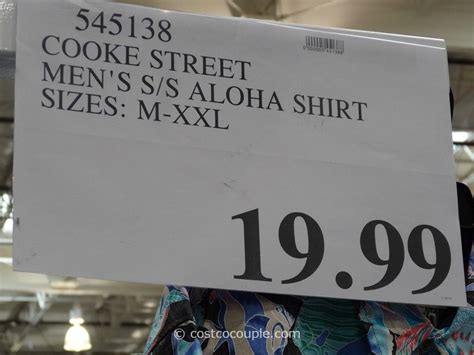 545138
COOKE STREET
MEN'S S/S ALOHA SHIRT
SIZES: M-XXL
19.99
costcocouple.com